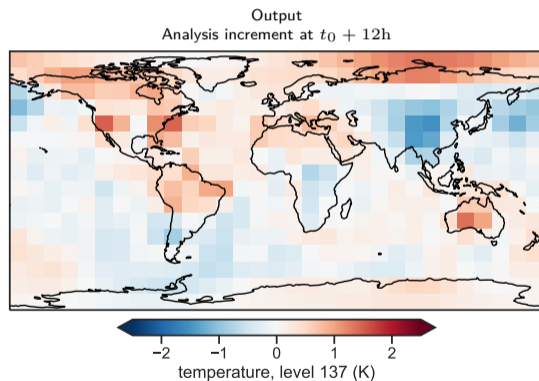 Output
Analysis increment at t₀ + 12h
−2 −1 0 1 2
temperature, level 137 (K)